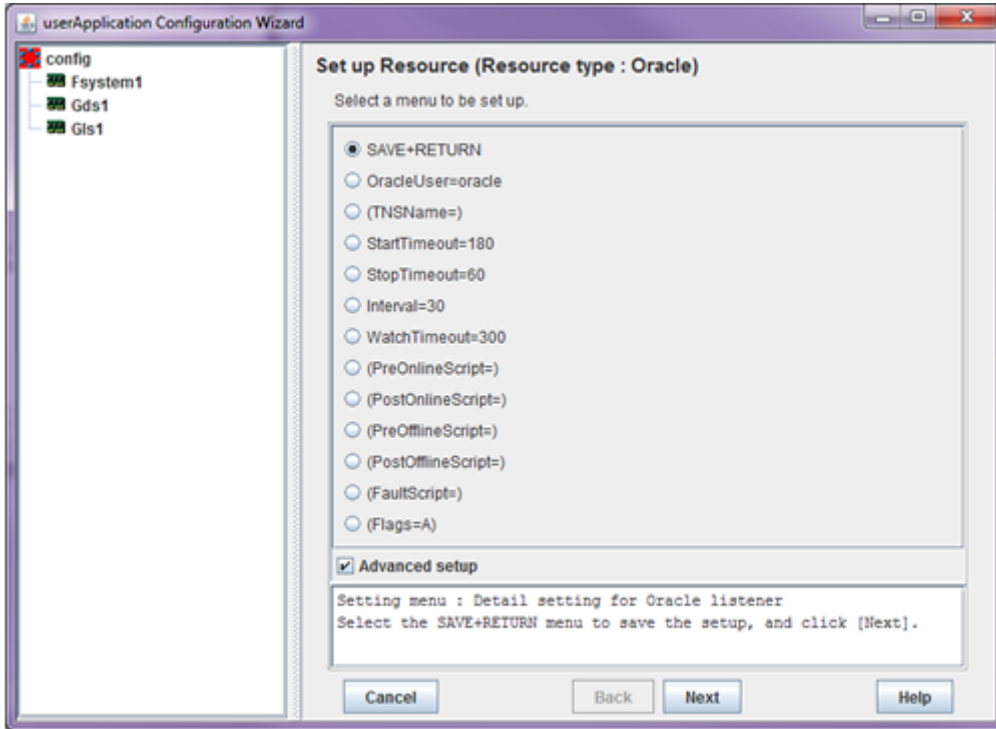 userApplication Configuration Wizard
config
Fsystem1
Gds1
Gls1
Set up Resource (Resource type : Oracle)
Select a menu to be set up.
SAVE+RETURN
OracleUser=oracle
(TNSName=)
StartTimeout=180
StopTimeout=60
Interval=30
WatchTimeout=300
(PreOnlineScript=)
(PostOnlineScript=)
(PreOfflineScript=)
(PostOfflineScript=)
(FaultScript=)
(Flags=A)
Advanced setup
Setting menu : Detail setting for Oracle listener
Select the SAVE+RETURN menu to save the setup, and click [Next].
Cancel Back Next Help